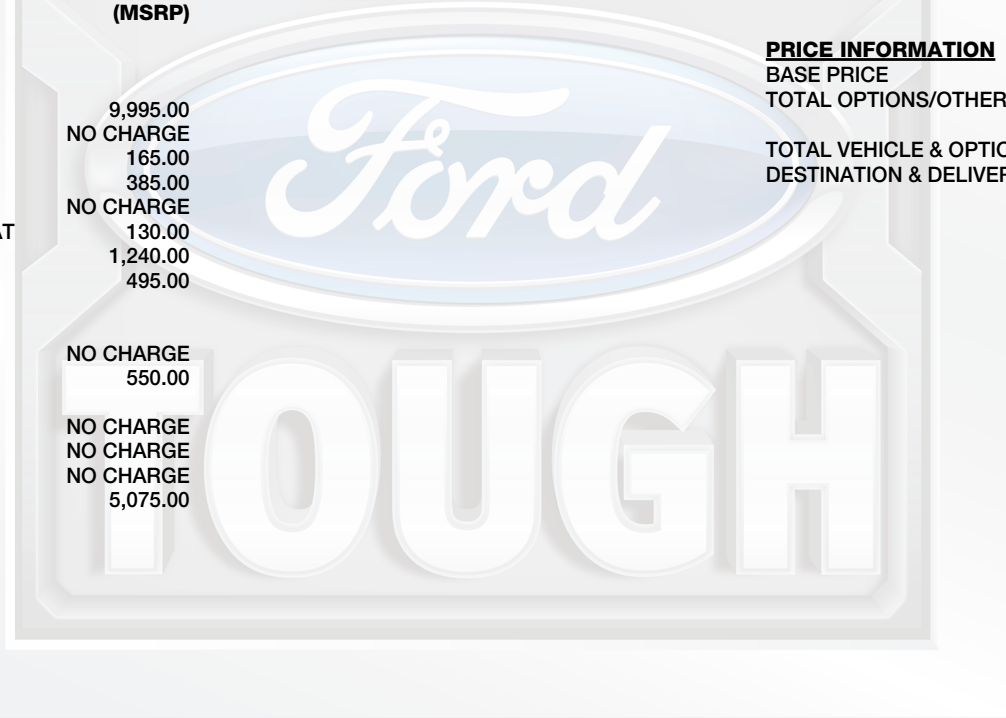 (MSRP)
9,995.00
NO CHARGE
165.00
385.00
NO CHARGE
AT 130.00
1,240.00
495.00
NO CHARGE
550.00
NO CHARGE
NO CHARGE
NO CHARGE
5,075.00
PRICE INFORMATION
BASE PRICE
TOTAL OPTIONS/OTHER
TOTAL VEHICLE & OPTIO
DESTINATION & DELIVER
Ford
TOUGH